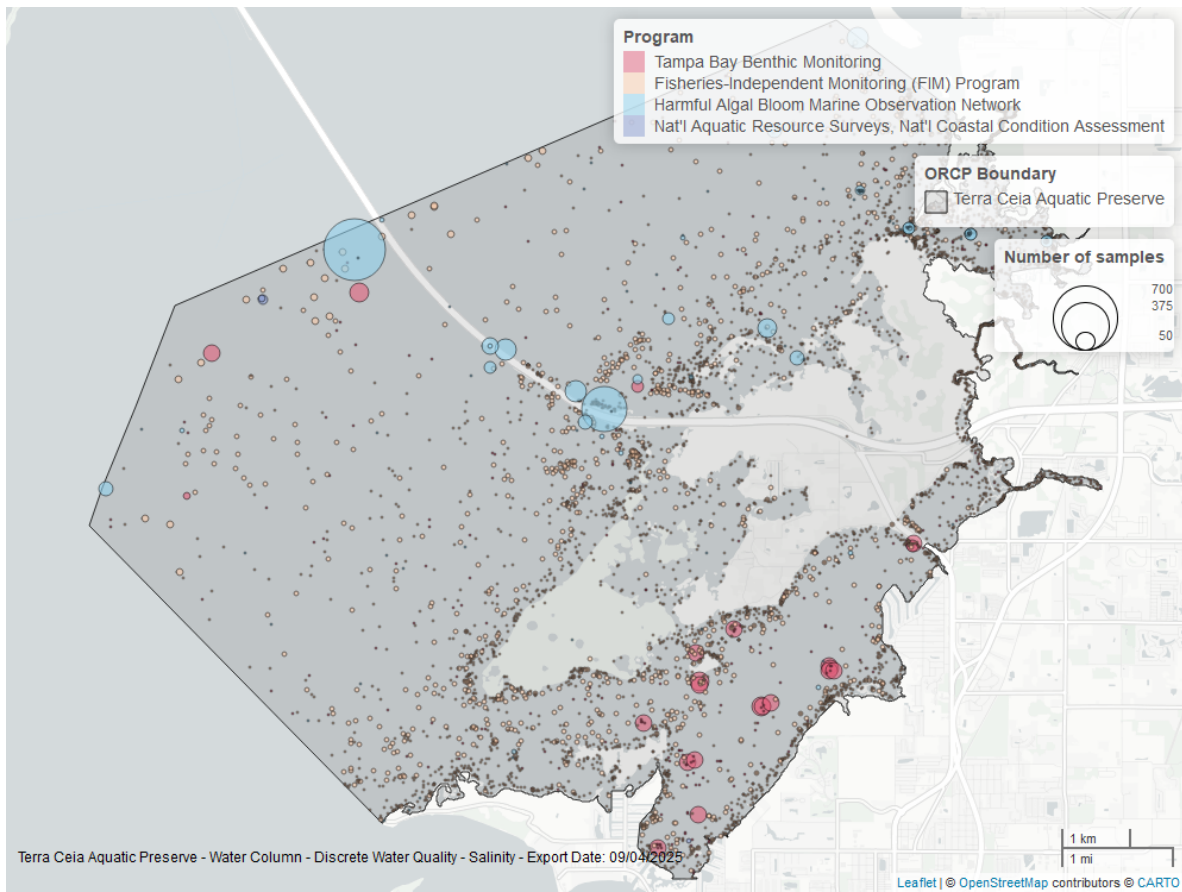 Program
Tampa Bay Benthic Monitoring
Fisheries-Independent Monitoring (FIM) Program
Harmful Algal Bloom Marine Observation Network
Nat'l Aquatic Resource Surveys, Nat'l Coastal Condition Assessment
ORCP Boundary
Terra Ceia Aquatic Preserve
Number of samples
700
375
50
1 km
1 mi
Terra Ceia Aquatic Preserve - Water Column - Discrete Water Quality - Salinity - Export Date: 09/04/2025
Leaflet | © OpenStreetMap contributors © CARTO